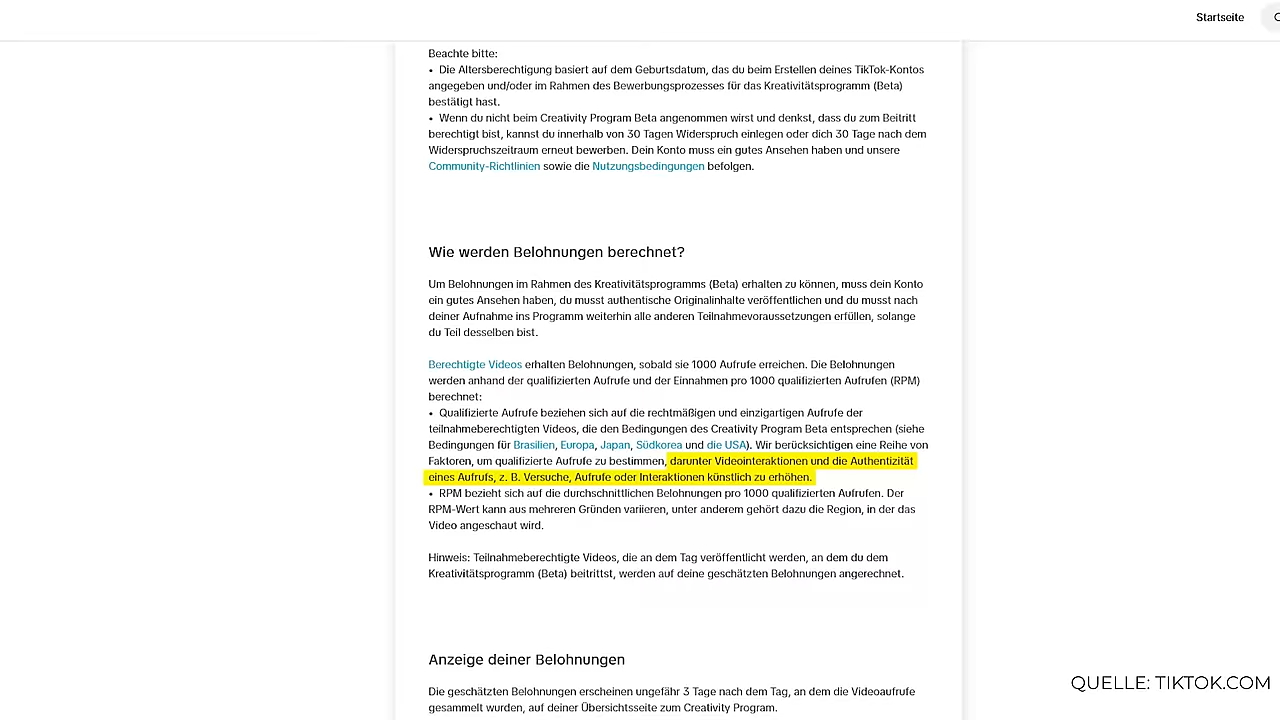 Startseite
Beachte bitte:
• Die Altersberechtigung basiert auf dem Geburtsdatum, das du beim Erstellen deines TikTok-Kontos
angegeben und/oder im Rahmen des Bewerbungsprozesses für das Kreativitätsprogramm (Beta)
bestätigt hast.
• Wenn du nicht beim Creativity Program Beta angenommen wirst und denkst, dass du zum Beitritt
berechtigt bist, kannst du innerhalb von 30 Tagen Widerspruch einlegen oder dich 30 Tage nach dem
Widerspruchszeitraum erneut bewerben. Dein Konto muss ein gutes Ansehen haben und unsere
Community-Richtlinien sowie die Nutzungsbedingungen befolgen.
Wie werden Belohnungen berechnet?
Um Belohnungen im Rahmen des Kreativitätsprogramms (Beta) erhalten zu können, muss dein Konto
ein gutes Ansehen haben, du musst authentische Originalinhalte veröffentlichen und du musst nach
deiner Aufnahme ins Programm weiterhin alle anderen Teilnahmevoraussetzungen erfüllen, solange
du Teil desselben bist.
Berechtigte Videos erhalten Belohnungen, sobald sie 1000 Aufrufe erreichen. Die Belohnungen
werden anhand der qualifizierten Aufrufe und der Einnahmen pro 1000 qualifizierten Aufrufen (RPM)
berechnet:
• Qualifizierte Aufrufe beziehen sich auf die rechtmäßigen und einzigartigen Aufrufe der
teilnahmeberechtigten Videos, die den Bedingungen des Creativity Program Beta entsprechen (siehe
Bedingungen für Brasilien, Europa, Japan, Südkorea und die USA). Wir berücksichtigen eine Reihe von
Faktoren, um qualifizierte Aufrufe zu bestimmen, darunter Videointeraktionen und die Authentizität
eines Aufrufs, z. B. Versuche, Aufrufe oder Interaktionen künstlich zu erhöhen.
• RPM bezieht sich auf die durchschnittlichen Belohnungen pro 1000 qualifizierten Aufrufen. Der
RPM-Wert kann aus mehreren Gründen variieren, unter anderem gehört dazu die Region, in der das
Video angeschaut wird.
Hinweis: Teilnahmeberechtigte Videos, die an dem Tag veröffentlicht werden, an dem du dem
Kreativitätsprogramm (Beta) beitrittst, werden auf deine geschätzten Belohnungen angerechnet.
Anzeige deiner Belohnungen
Die geschätzten Belohnungen erscheinen ungefähr 3 Tage nach dem Tag, an dem die Videoaufrufe
gesammelt wurden, auf deiner Übersichtsseite zum Creativity Program.
QUELLE: TIKTOK.COM